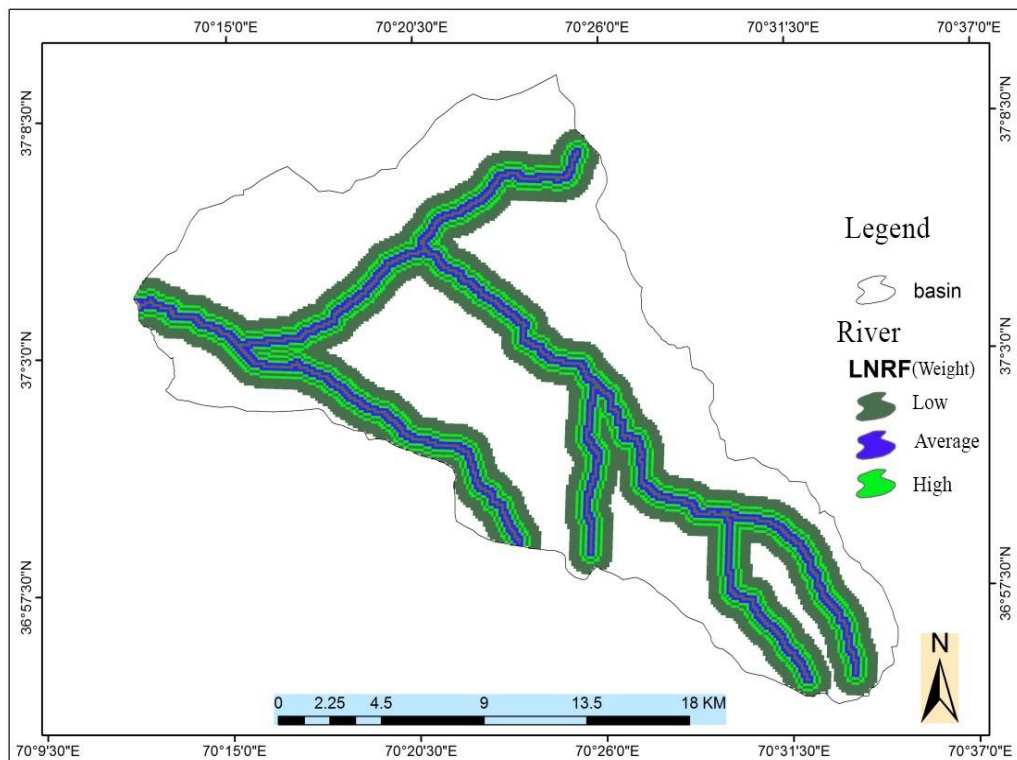 70°15'0"E 70°20'30"E 70°26'0"E 70°31'30"E 70°37'0"E
37°8'30"N
37°8'30"N
Legend
basin
River
37°3'0"N
37°3'0"N
LNRF(Weight)
Low
Average
High
36°57'30"N
36°57'30"N
N
0 2.25 4.5 9 13.5 18 KM
70°9'30"E 70°15'0"E 70°20'30"E 70°26'0"E 70°31'30"E 70°37'0"E